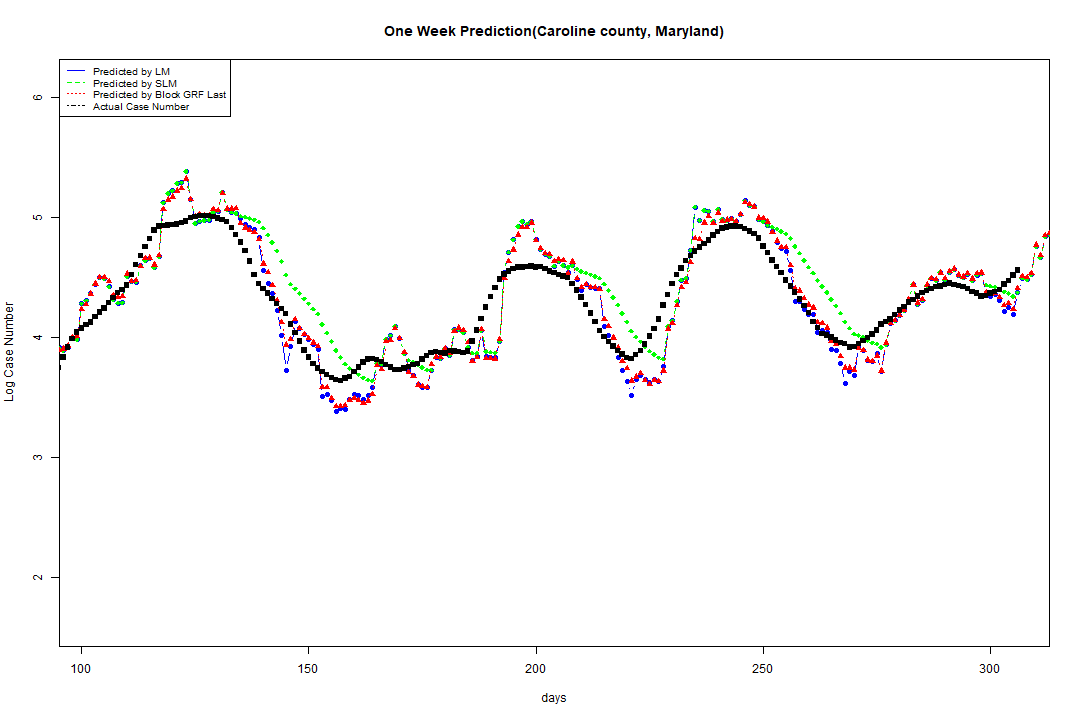 One Week Prediction(Caroline county, Maryland)
Predicted by LM
Predicted by SLM
Predicted by Block GRF Last
Actual Case Number
6
5
4
3
2
Log Case Number
100 150 200 250 300
days